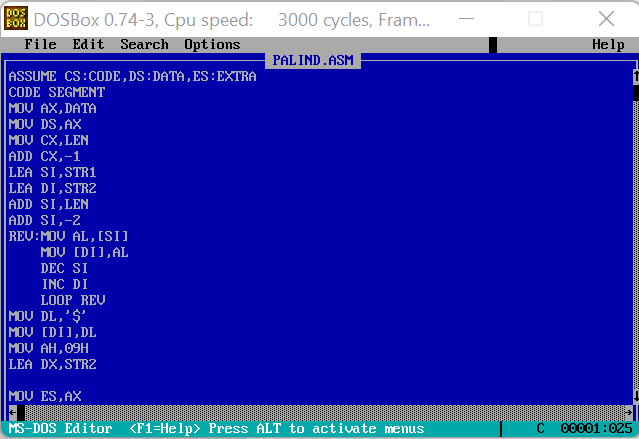 DOS BOX DOSBox 0.74-3, Cpu speed: 3000 cycles, Fram...
File Edit Search Options Help
PALIND.ASM
ASSUME CS:CODE,DS:DATA,ES:EXTRA
CODE SEGMENT
MOV AX,DATA
MOV DS,AX
MOV CX,LEN
ADD CX,-1
LEA SI,STR1
LEA DI,STR2
ADD SI,LEN
ADD SI,-2
REV:MOV AL,[SI]
    MOV [DI],AL
    DEC SI
    INC DI
    LOOP REV
MOV DL,'$'
MOV [DI],DL
MOV AH,09H
LEA DX,STR2

MOV ES,AX
MS-DOS Editor <F1=Help> Press ALT to activate menus C 00001:025